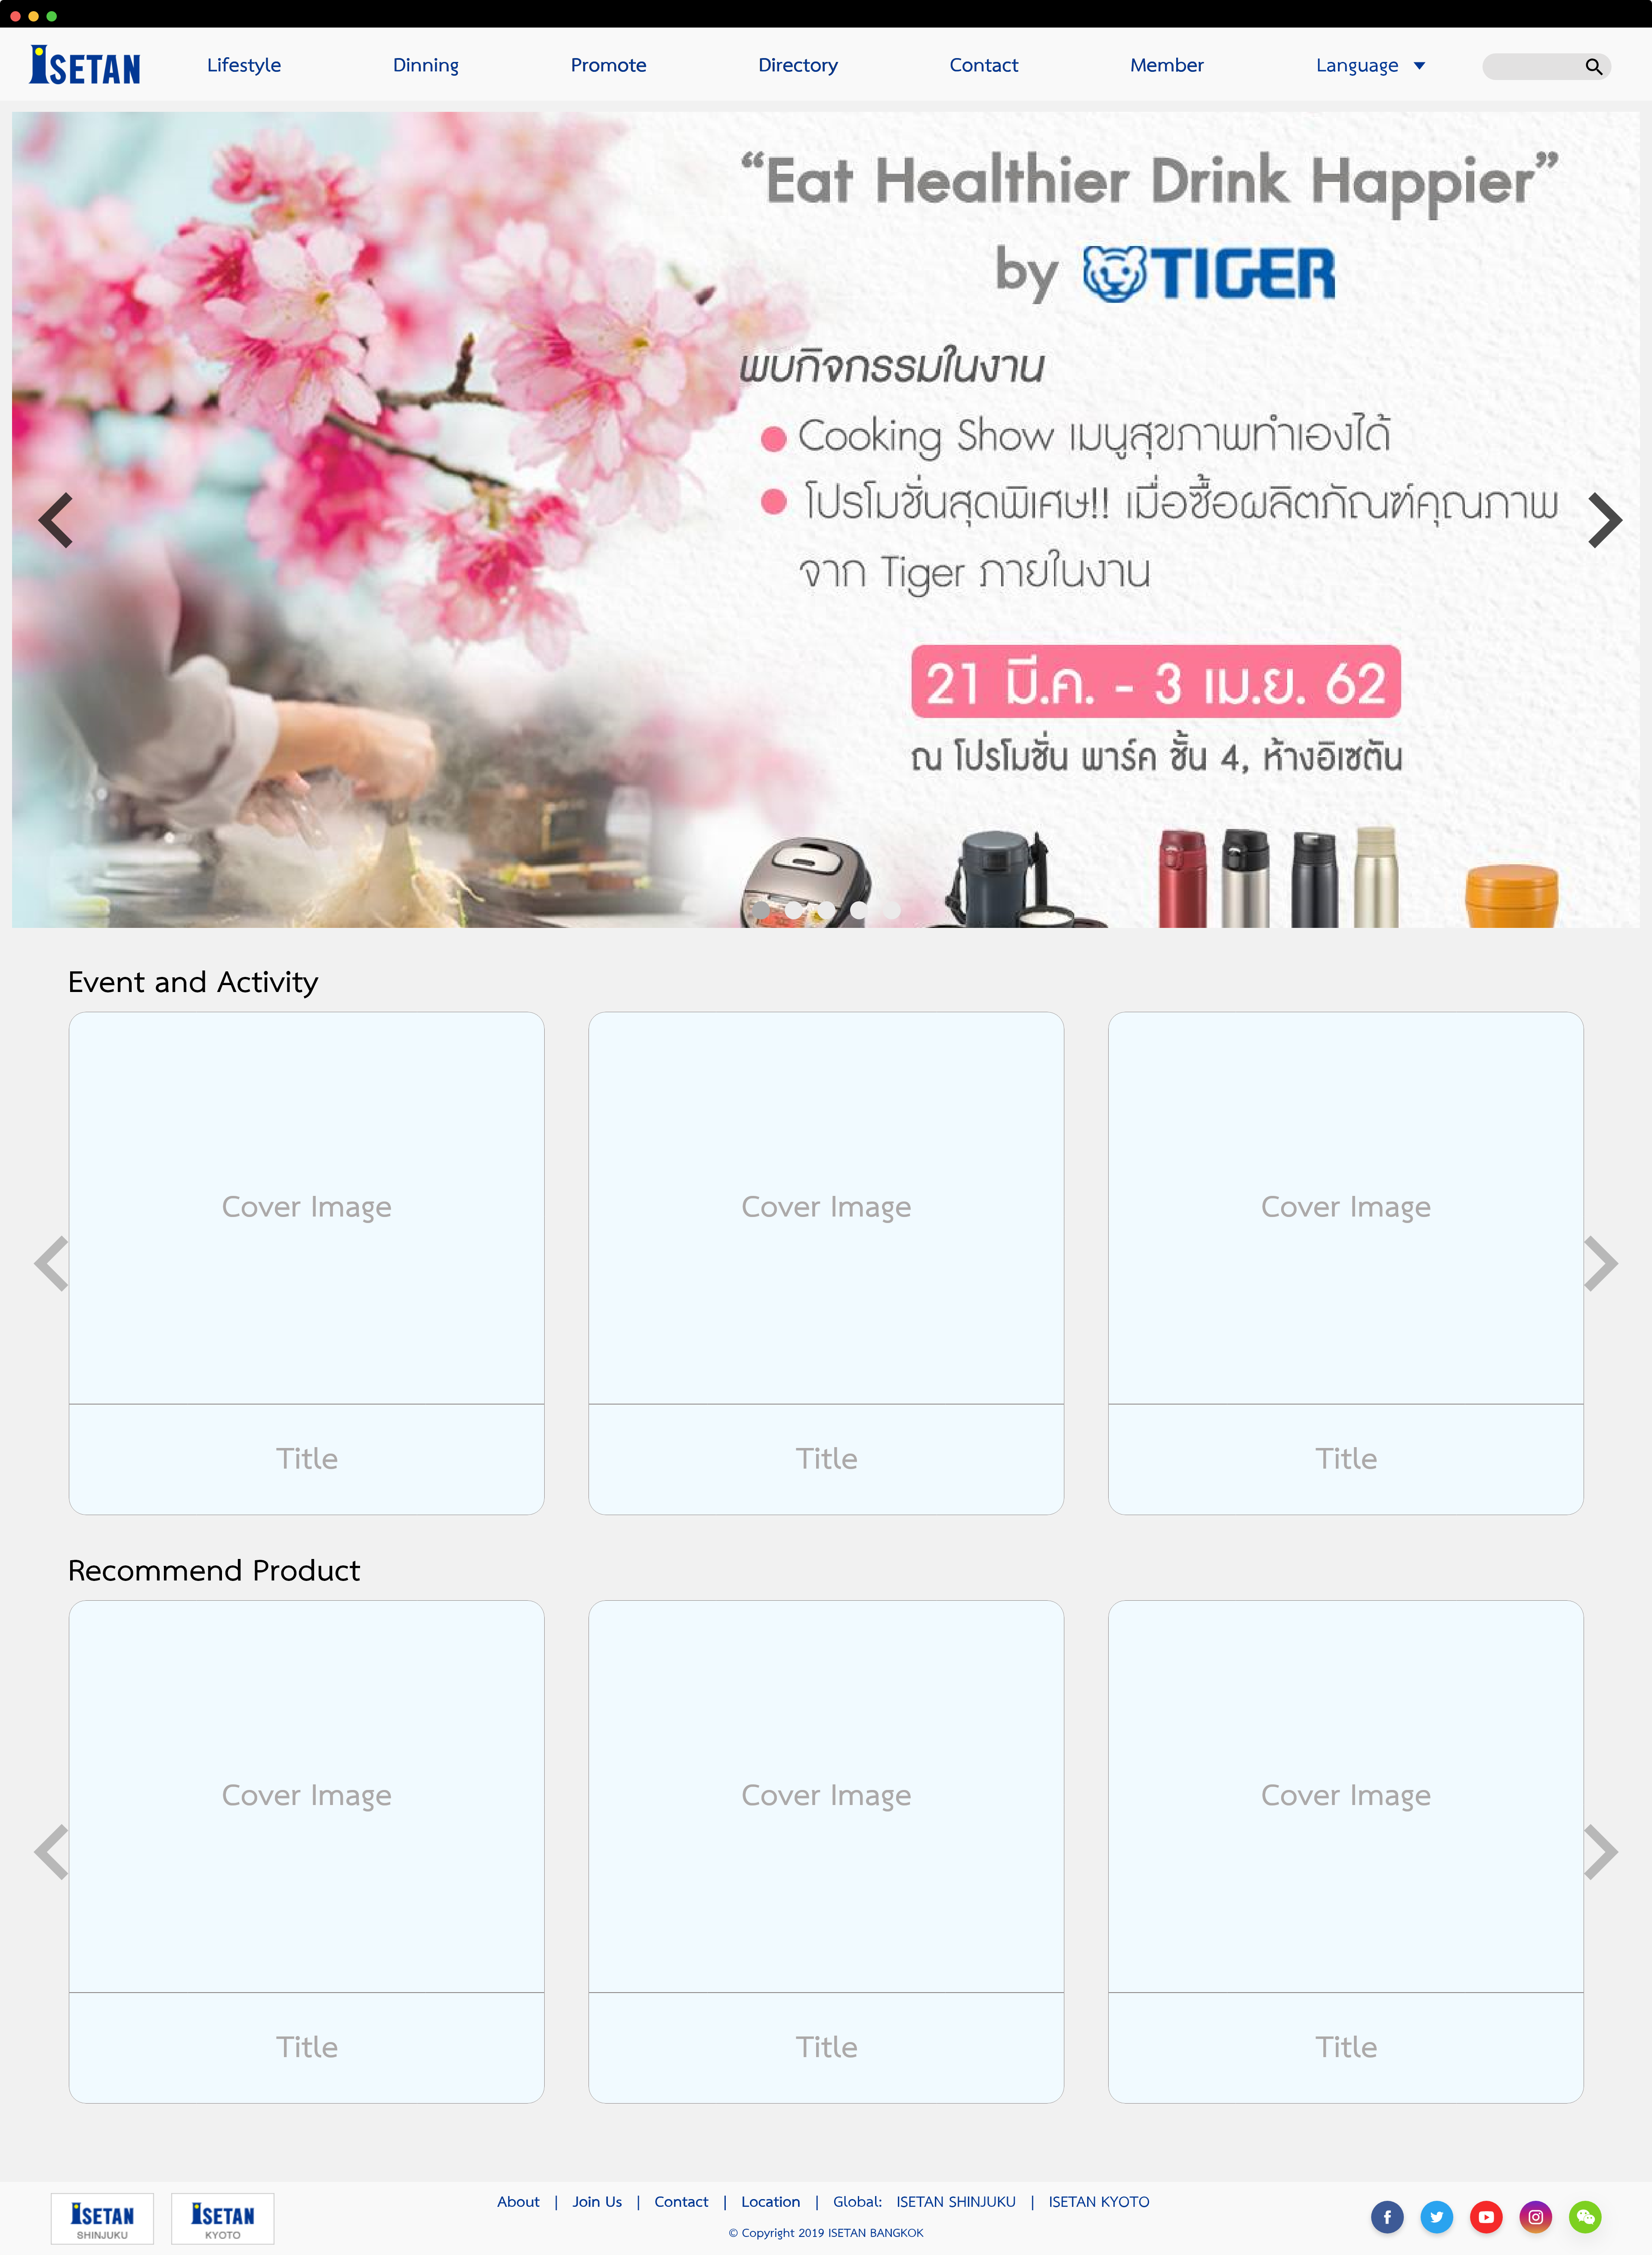 ISETAN
Lifestyle
Dinning
Promote
Directory
Contact
Member
Language
“Eat Healthier Drink Happier”
by TIGER
พบกิจกรรมในงาน
Cooking Show เมนูสุขภาพทำเองได้
โปรโมชั่นสุดพิเศษ!! เมื่อซื้อผลิตภัณฑ์คุณภาพ
จาก Tiger ภายในงาน
21 มี.ค. - 3 เม.ย. 62
ณ โปรโมชั่น พาร์ค ชั้น 4, ห้างอิเซตัน
Event and Activity
Cover Image
Cover Image
Cover Image
Title
Title
Title
Recommend Product
Cover Image
Cover Image
Cover Image
Title
Title
Title
ISETAN
SHINJUKU
ISETAN
KYOTO
About | Join Us | Contact | Location | Global: ISETAN SHINJUKU | ISETAN KYOTO
© Copyright 2019 ISETAN BANGKOK